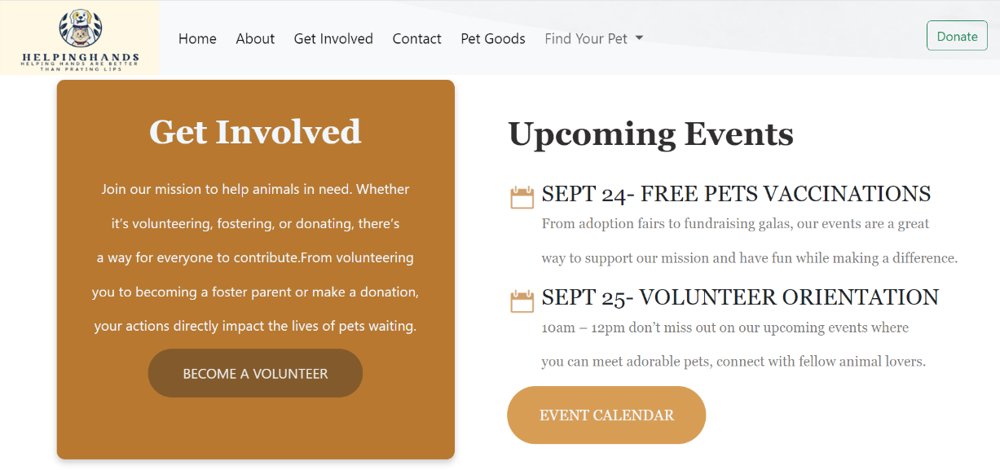 HELPINGHANDS
HELPING HANDS ARE BETTER
THAN PRAYING LIPS
Home About Get Involved Contact Pet Goods Find Your Pet
Donate
Get Involved
Join our mission to help animals in need. Whether
it’s volunteering, fostering, or donating, there’s
a way for everyone to contribute.From volunteering
you to becoming a foster parent or make a donation,
your actions directly impact the lives of pets waiting.
BECOME A VOLUNTEER
Upcoming Events
SEPT 24- FREE PETS VACCINATIONS
From adoption fairs to fundraising galas, our events are a great
way to support our mission and have fun while making a difference.
SEPT 25- VOLUNTEER ORIENTATION
10am – 12pm don’t miss out on our upcoming events where
you can meet adorable pets, connect with fellow animal lovers.
EVENT CALENDAR